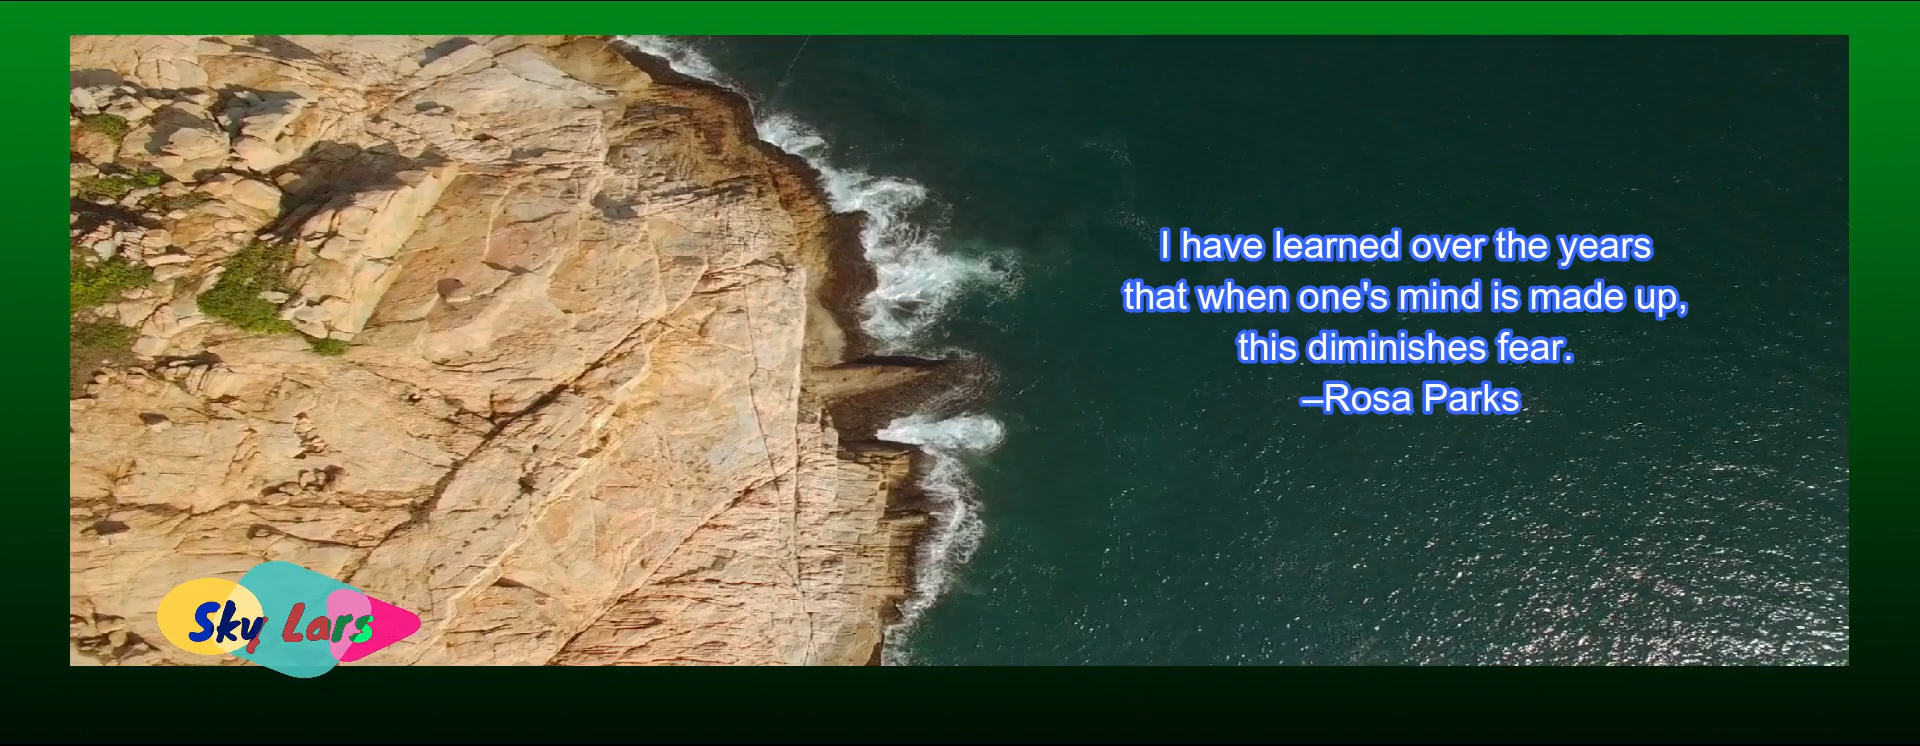 I have learned over the years
that when one's mind is made up,
this diminishes fear.
–Rosa Parks
Sky Lars